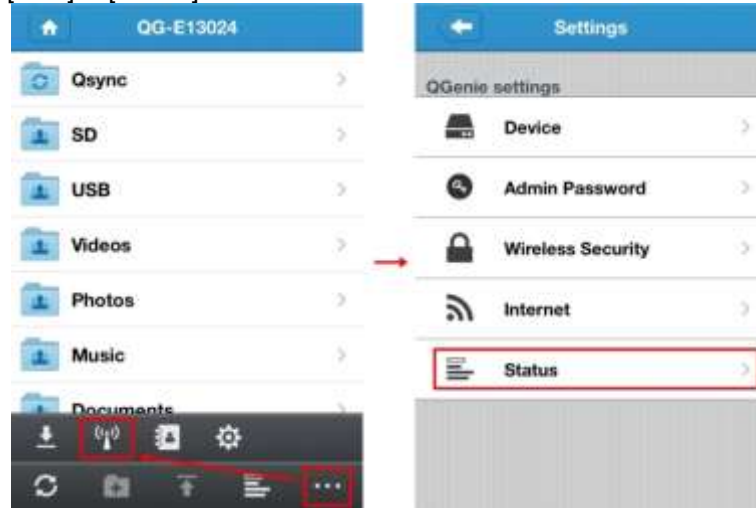 QG-E13024
Qsync
SD
USB
Videos
Photos
Music
Documents
Settings
QGenie settings
Device
Admin Password
Wireless Security
Internet
Status